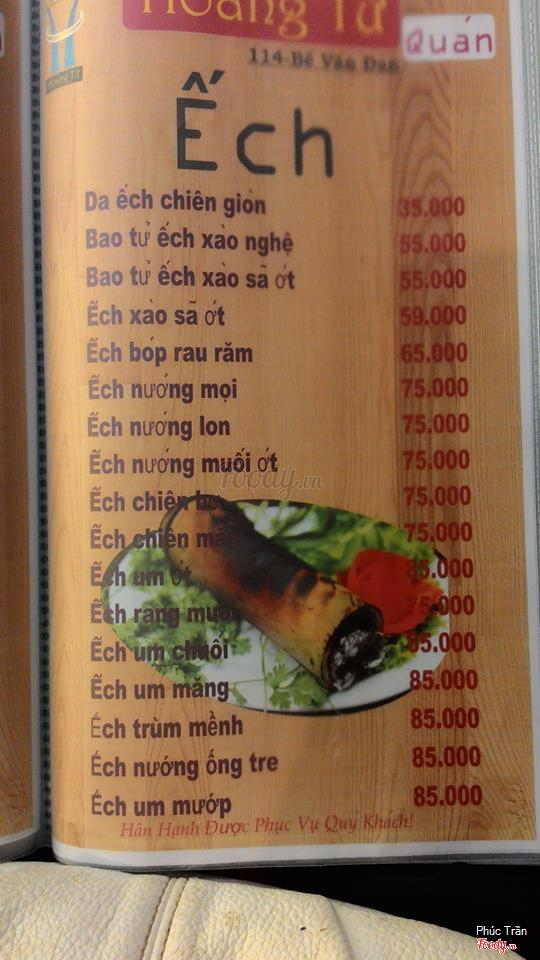 Hoàng Tử
Quán
114-Bế Văn Đàn
Hoàng Tử
Ếch
Da ếch chiên giòn 35.000
Bao tử ếch xào nghệ 55.000
Bao tử ếch xào sã ớt 55.000
Ếch xào sã ớt 59.000
Ếch bóp rau răm 65.000
Ếch nướng mọi 75.000
Ếch nướng lon 75.000
Ếch nướng muối ớt 75.000
foody.vn
Ếch chiên 75.000
Ếch chiên 75.000
Ếch um ớt 85.000
Ếch rang muối 75.000
Ếch um chuối 85.000
Ếch um măng 85.000
Ếch trùm mềnh 85.000
Ếch nướng ống tre 85.000
Ếch um mướp 85.000
Hân Hạnh Được Phục Vụ Quý Khách!
Phúc Trần
Foody.vn